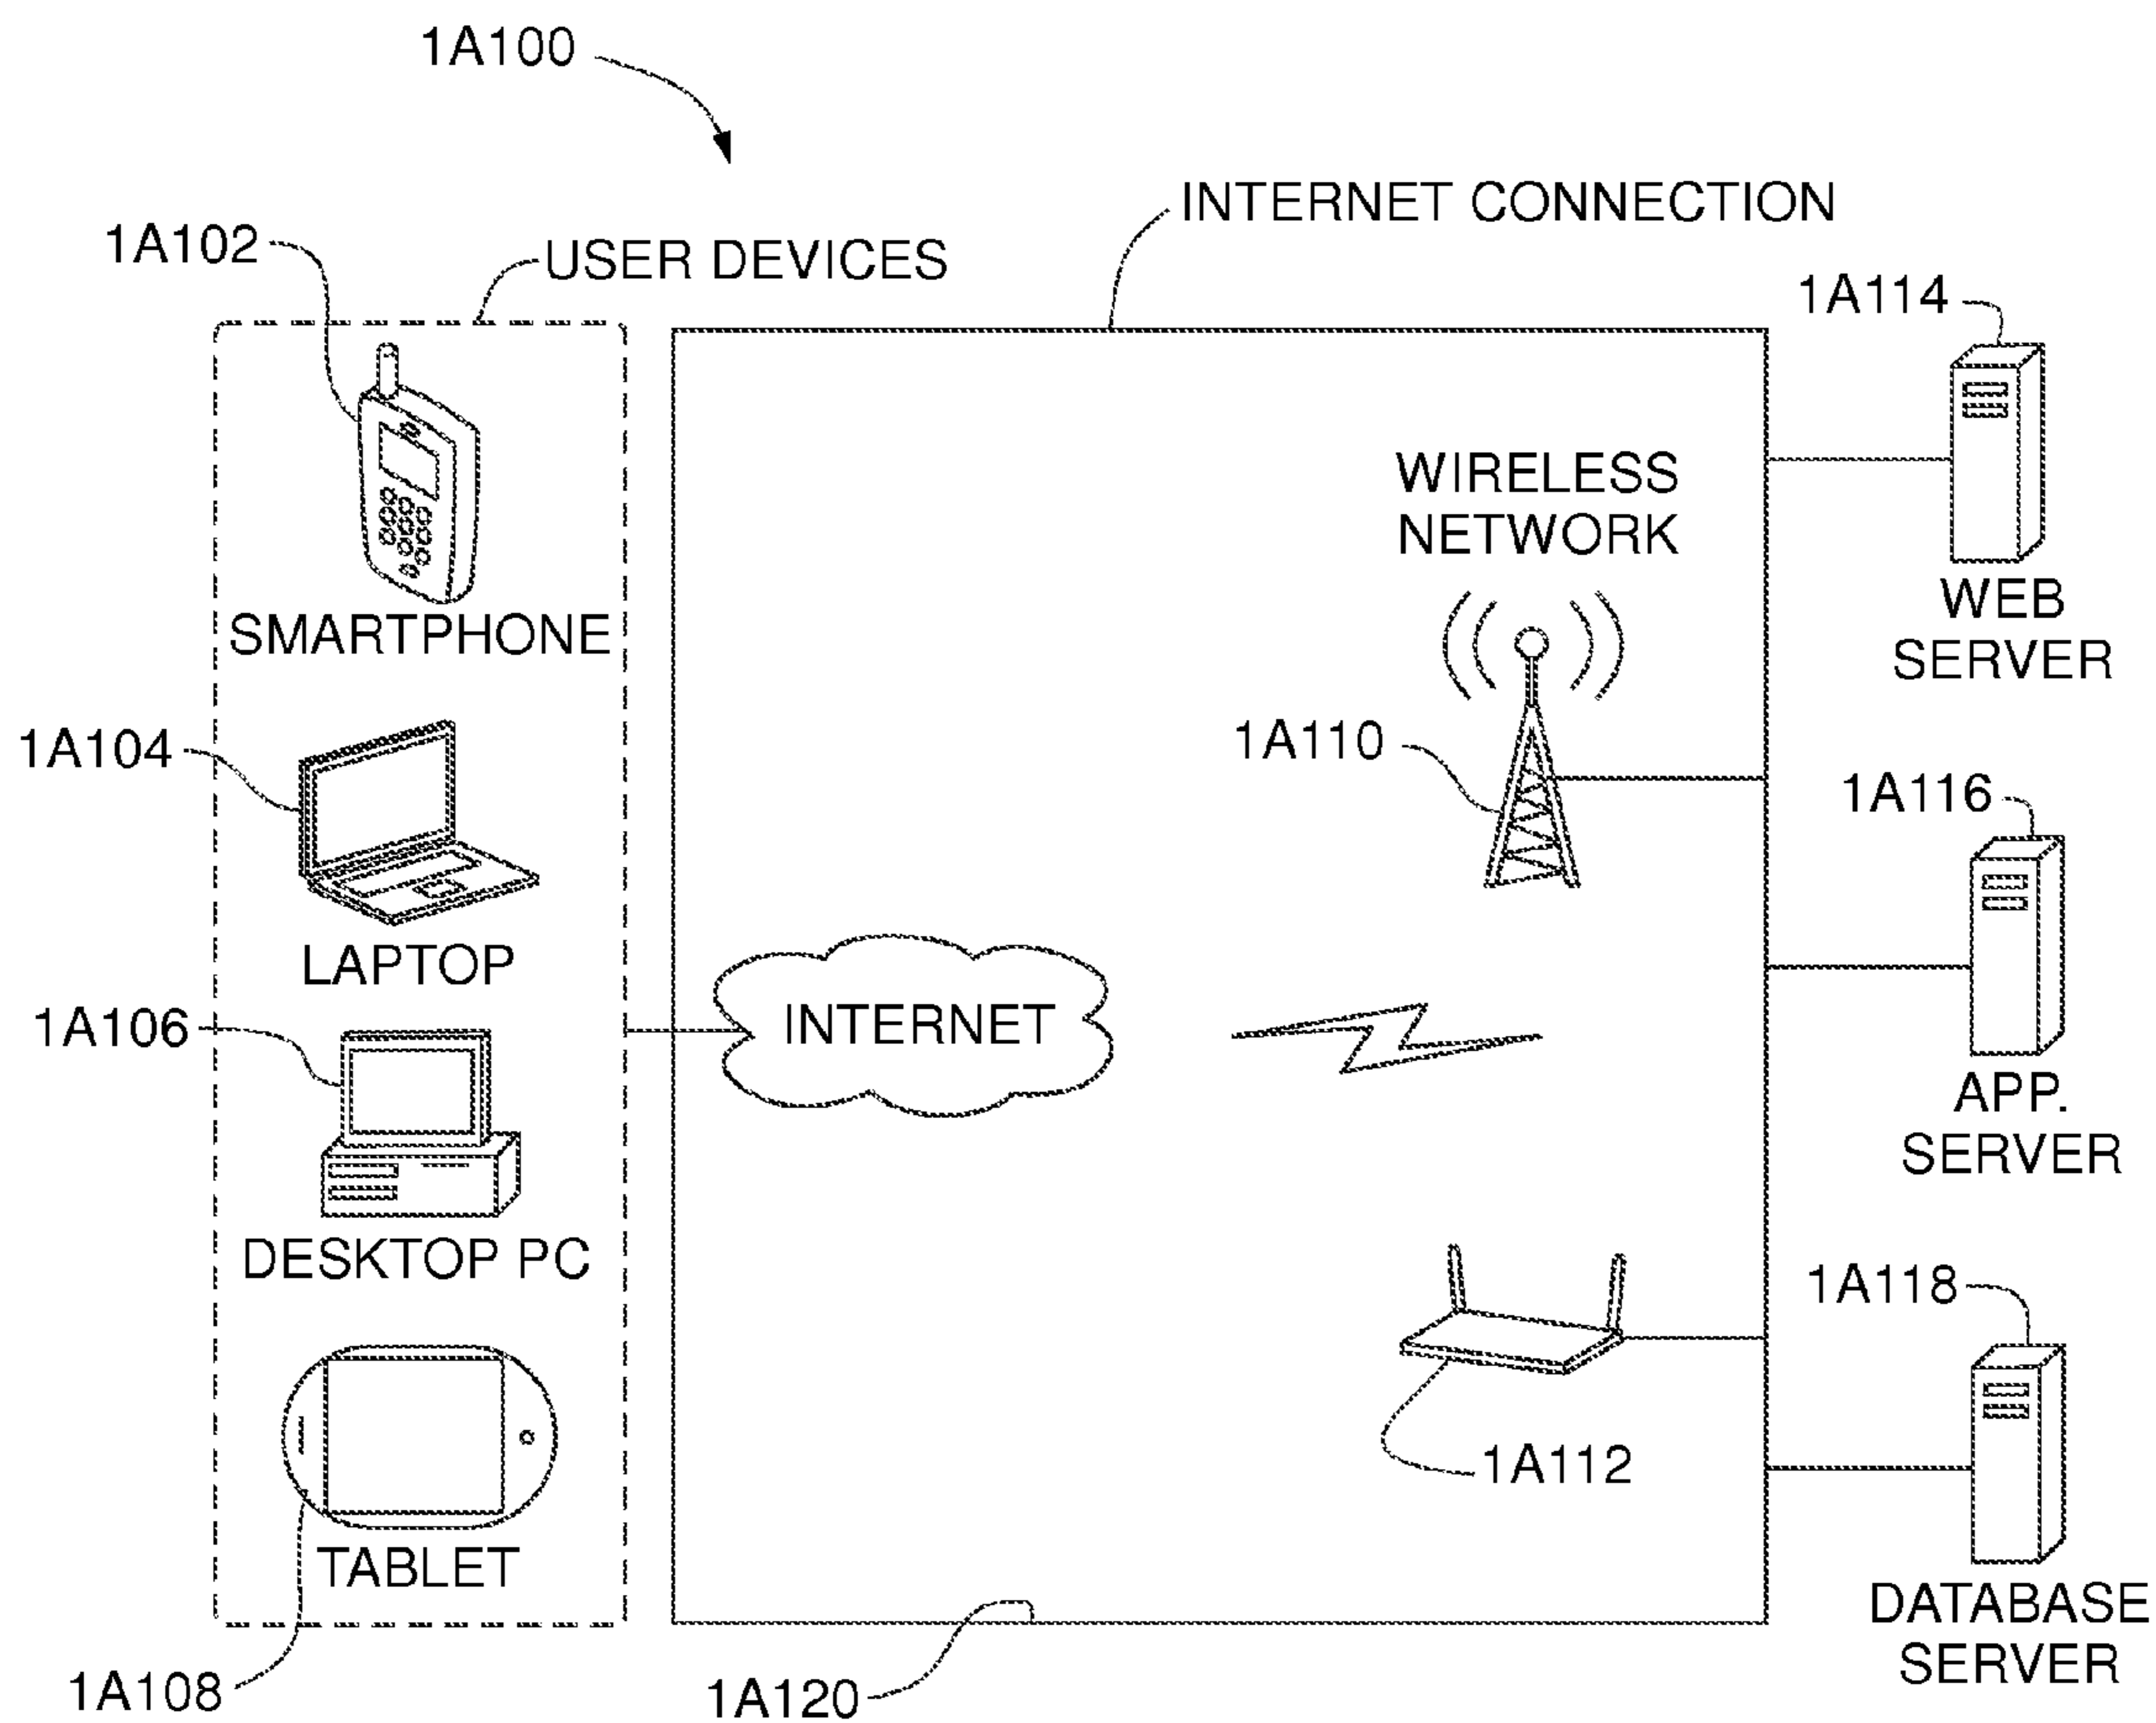 1A100
INTERNET CONNECTION
1A102
USER DEVICES
1A114
WIRELESS
NETWORK
WEB
SERVER
SMARTPHONE
1A104
1A110
1A116
LAPTOP
1A106
INTERNET
APP.
SERVER
DESKTOP PC
1A118
1A112
TABLET
DATABASE
SERVER
1A108
1A120